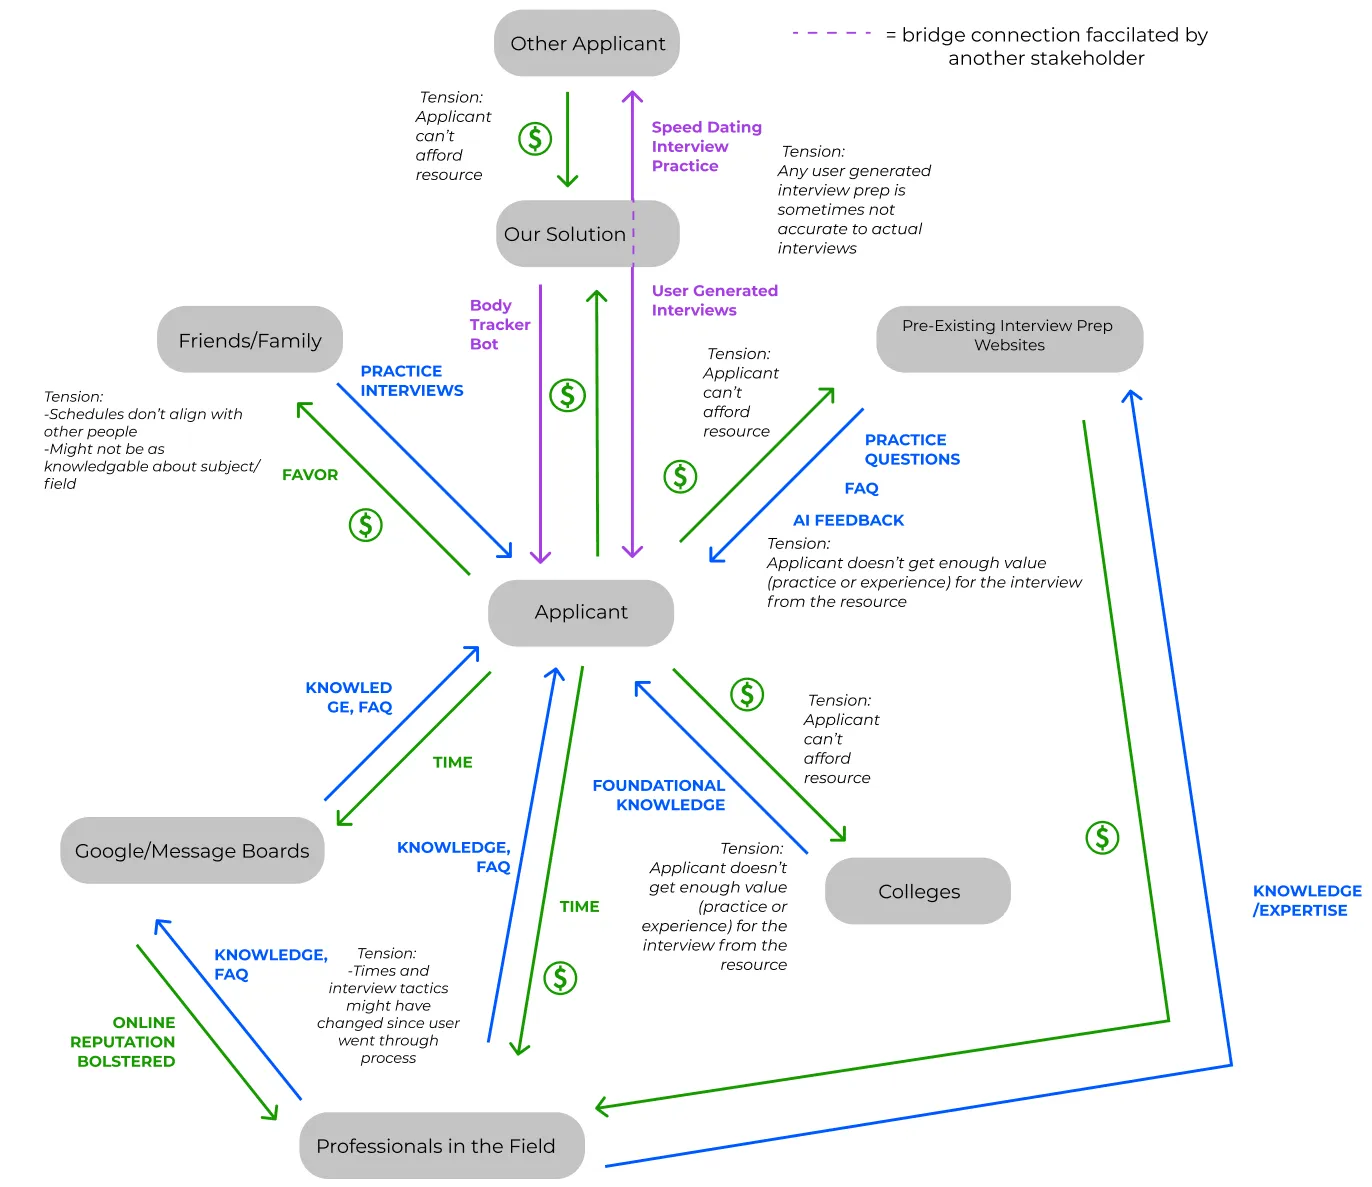 Other Applicant
= bridge connection faccilated by
another stakeholder
Tension:
Applicant
can't
afford
resource
$
Speed Dating
Interview
Practice
Tension:
Any user generated
interview prep is
sometimes not
accurate to actual
interviews
Our Solution
Body
Tracker
Bot
User Generated
Interviews
Friends/Family
Pre-Existing Interview Prep
Websites
Tension:
-Schedules don't align with
other people
-Might not be as
knowledgable about subject/
field
PRACTICE
INTERVIEWS
FAVOR
$
$
Tension:
Applicant
can't
afford
resource
$
PRACTICE
QUESTIONS
FAQ
AI FEEDBACK
Tension:
Applicant doesn't get enough value
(practice or experience) for the interview
from the resource
Applicant
KNOWLED
GE, FAQ
TIME
$
Tension:
Applicant
can't
afford
resource
FOUNDATIONAL
KNOWLEDGE
Google/Message Boards
KNOWLEDGE,
FAQ
TIME
$
Tension:
Applicant doesn't
get enough value
(practice or
experience) for the
interview from the
resource
Colleges
$
KNOWLEDGE
/EXPERTISE
KNOWLEDGE,
FAQ
ONLINE
REPUTATION
BOLSTERED
Tension:
-Times and
interview tactics
might have
changed since user
went through
process
Professionals in the Field